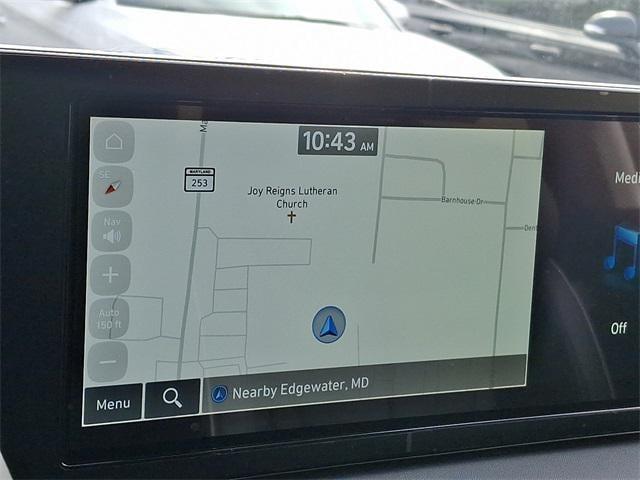 10:43 AM
SE
MARYLAND
253
Joy Reigns Lutheran
Church
Barnhouse Dr
Nav
Auto
150 ft
Medi
Off
Menu
Nearby Edgewater, MD